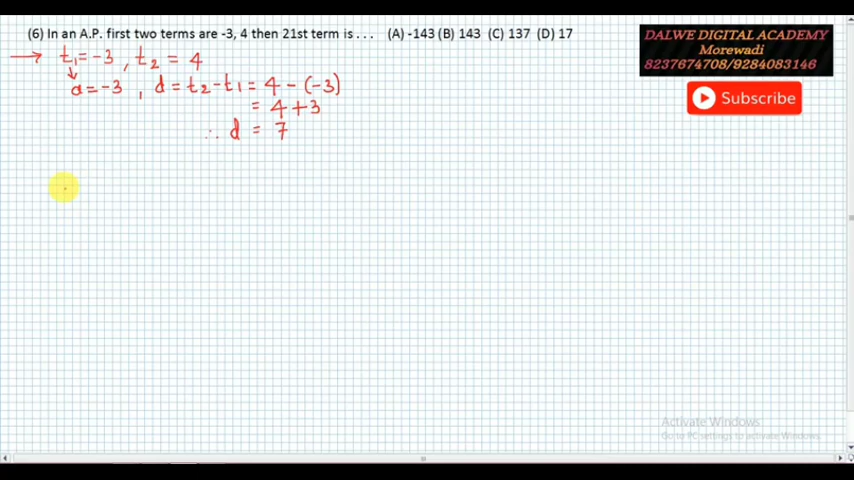 (6) In an A.P. first two terms are -3, 4 then 21st term is . . . (A) -143 (B) 143 (C) 137 (D) 17
DALWE DIGITAL ACADEMY
Morewadi
8237674708/9284083146
Subscribe
→ t₁ = -3 , t₂ = 4
↓
a = -3 , d = t₂ - t₁ = 4 - (-3)
= 4 + 3
∴ d = 7
Activate Windows
Go to PC settings to activate Windows